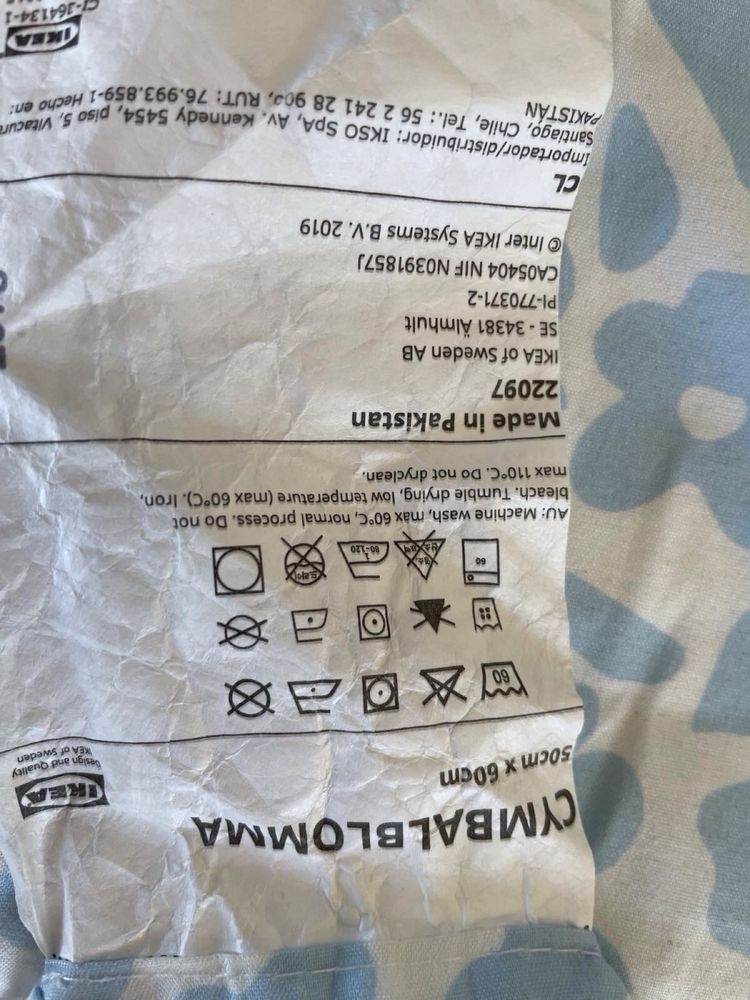 CYMBALBLOMMA
50cm x 60cm
IKEA
Design and Quality
IKEA of Sweden
60
60
80-120
AU: Machine wash, max 60°C, normal process. Do not
bleach. Tumble drying, low temperature (max 60°C). Iron,
max 110°C. Do not dryclean.
Made in Pakistan
22097
IKEA of Sweden AB
SE - 34381 Älmhult
PI-770371-2
CA05404 NIF N0391857J
© Inter IKEA Systems B.V. 2019
CL
Importador/distribuidor: IKSO SpA, Av. Kennedy 5454, piso 5, Vitacura
Santiago, Chile, Tel.: 56 2 241 28 900, RUT: 76.993.859-1 Hecho en:
PAKISTÁN
IKEA
CI-364134-1